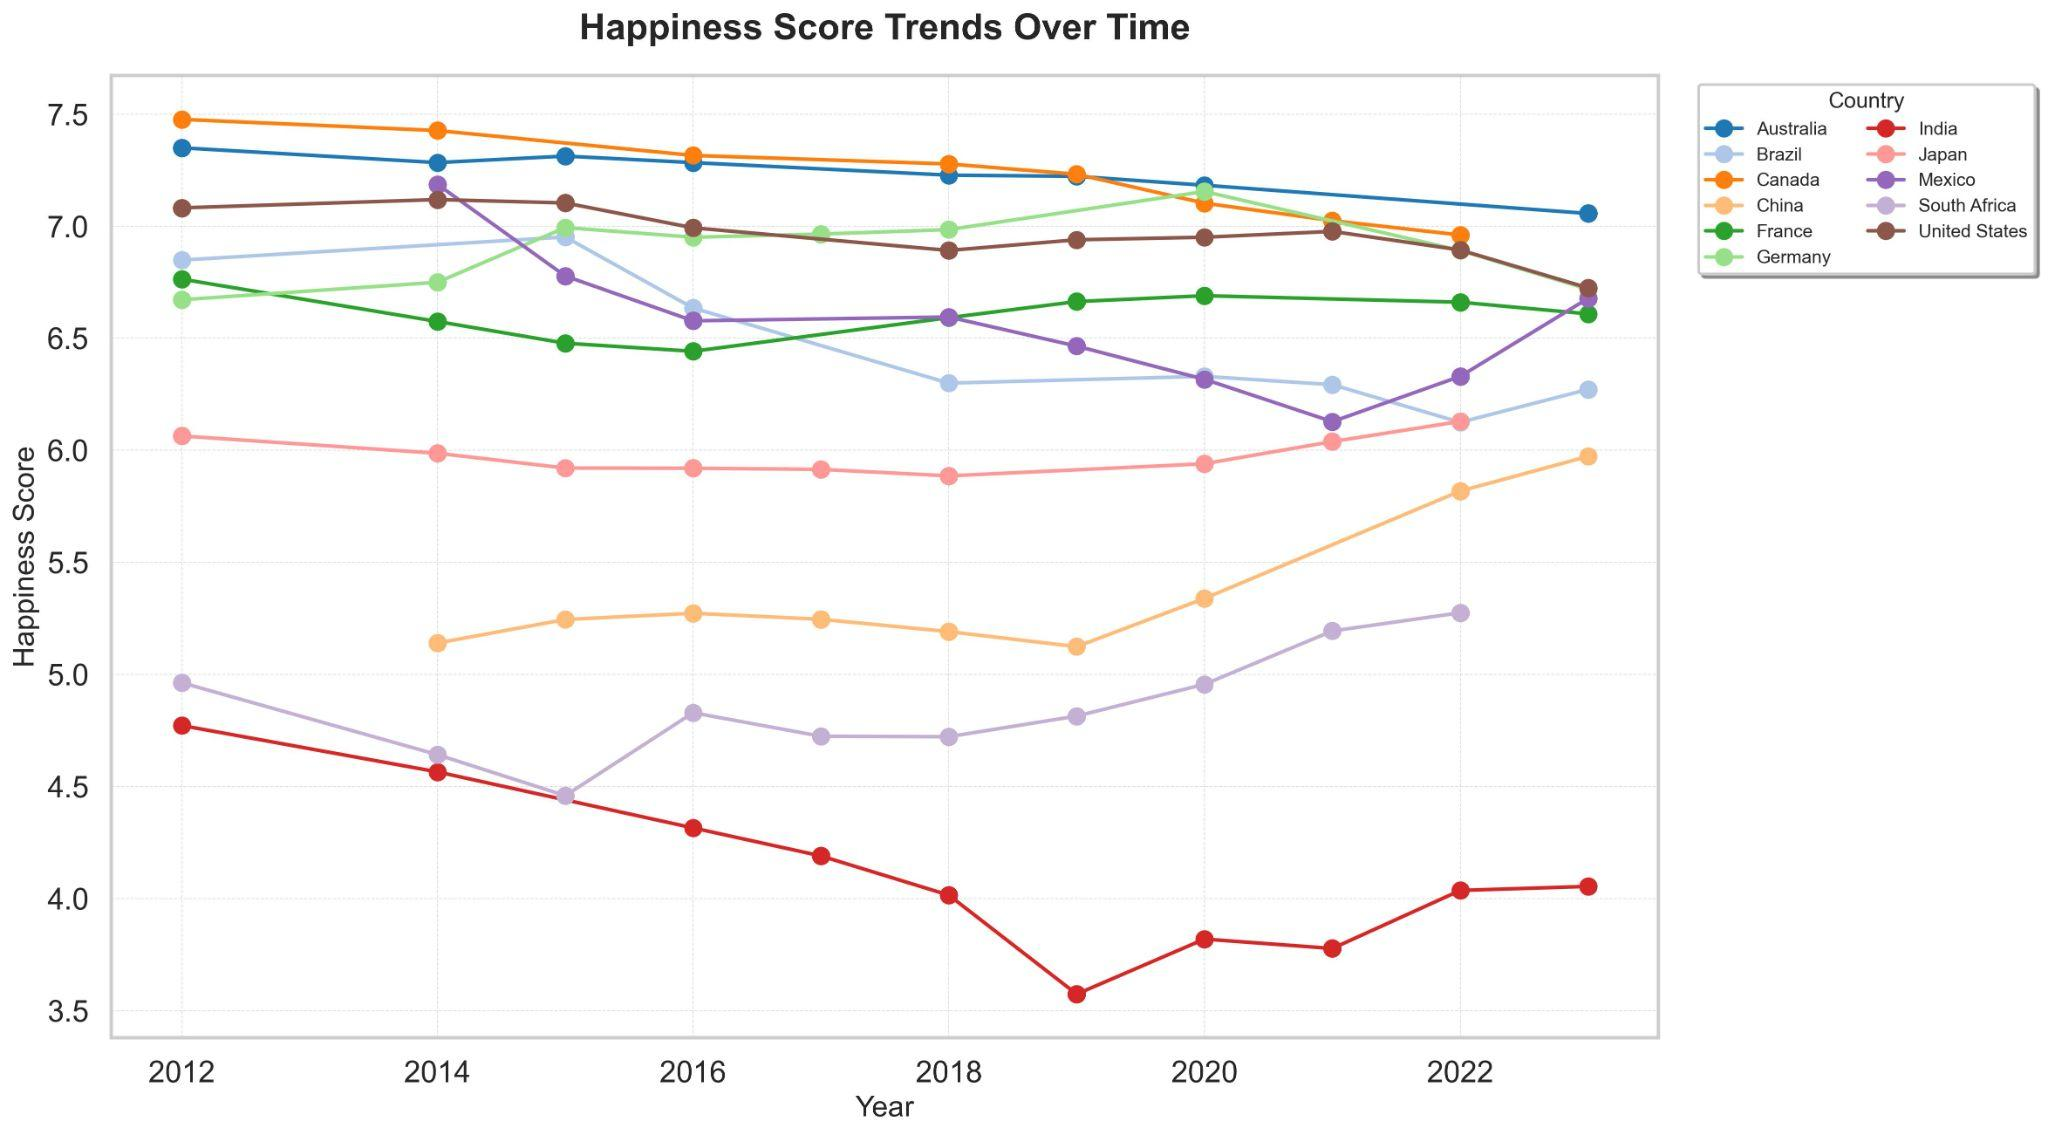 Happiness Score Trends Over Time
Happiness Score
7.5
7.0
6.5
6.0
5.5
5.0
4.5
4.0
3.5
2012
2014
2016
2018
2020
2022
Year
Country
Australia
Brazil
Canada
China
France
Germany
India
Japan
Mexico
South Africa
United States